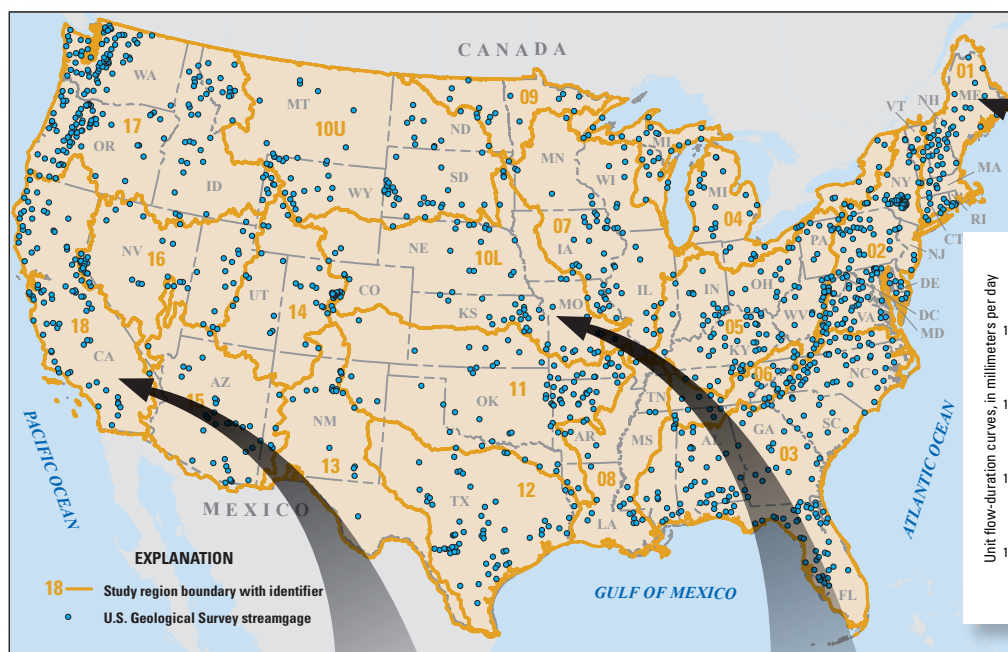 CANADA
WA
MT
ND
09
MN
01
ME
VT
NH
17
10U
OR
ID
WY
SD
WI
MI
MI
04
NY
MA
RI
CT
NV
16
UT
14
CO
NE
10L
07
IA
IL
IN
OH
PA
02
NJ
DE
DC
MD
18
CA
KS
MO
05
KY
WV
VA
06
NC
AZ
15
NM
13
OK
11
AR
TN
MS
AL
GA
SC
03
TX
12
08
LA
FL
PACIFIC OCEAN
MEXICO
ATLANTIC OCEAN
GULF OF MEXICO
EXPLANATION
18 Study region boundary with identifier
U.S. Geological Survey streamgage
Unit flow-duration curves, in millimeters per day
1
1
1
1